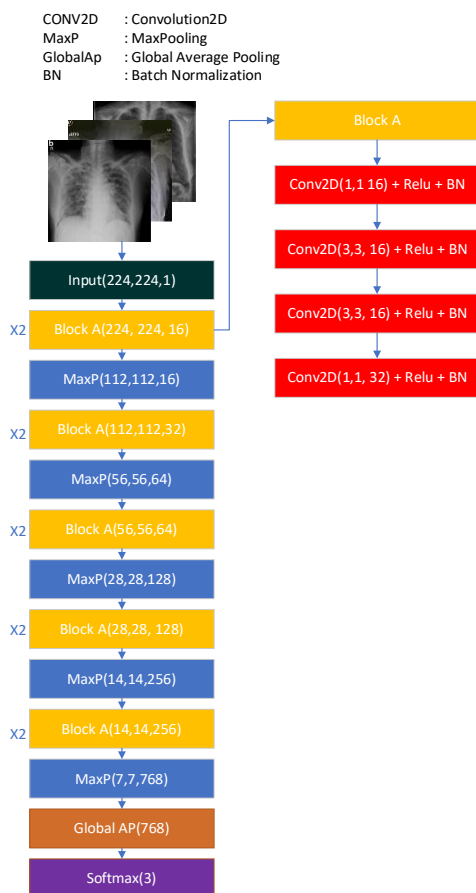 CONV2D : Convolution2D
MaxP : MaxPooling
GlobalAp : Global Average Pooling
BN : Batch Normalization
Input(224,224,1)
X2 Block A(224, 224, 16)
MaxP(112,112,16)
X2 Block A(112,112,32)
MaxP(56,56,64)
X2 Block A(56,56,64)
MaxP(28,28,128)
X2 Block A(28,28, 128)
MaxP(14,14,256)
X2 Block A(14,14,256)
MaxP(7,7,768)
Global AP(768)
Softmax(3)
Block A
Conv2D(1,1 16) + Relu + BN
Conv2D(3,3, 16) + Relu + BN
Conv2D(3,3, 16) + Relu + BN
Conv2D(1,1, 32) + Relu + BN